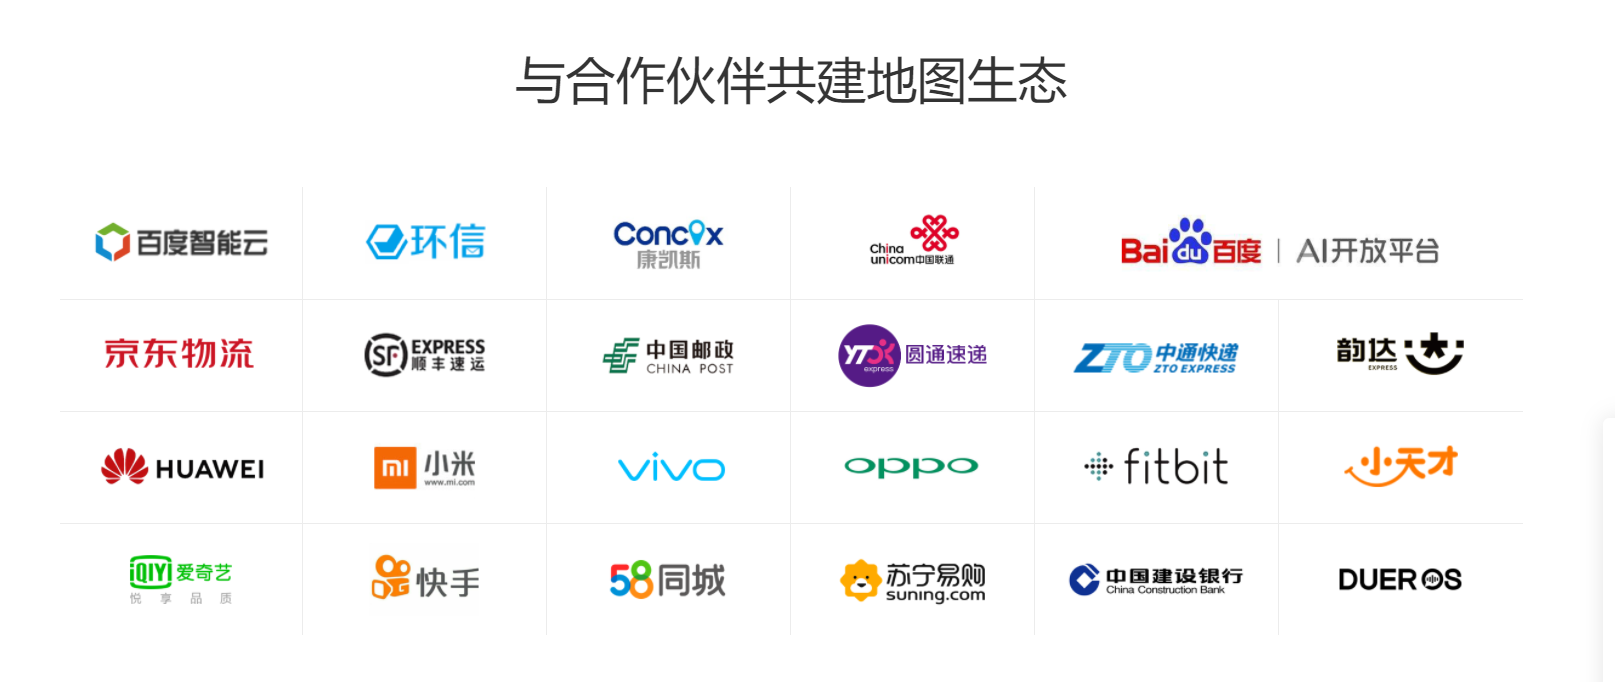 与合作伙伴共建地图生态
百度智能云
环信
Concox
康凯斯
China
unicom中国联通
Bai du 百度 | AI开放平台
京东物流
SF EXPRESS
顺丰速运
中国邮政
CHINA POST
YTO express 圆通速递
ZTO 中通快递
ZTO EXPRESS
韵达
EXPRESS
HUAWEI
mi 小米
www.mi.com
vivo
oppo
fitbit
小天才
iQIYI 爱奇艺
悦享品质
快手
58同城
苏宁易购
suning.com
中国建设银行
China Construction Bank
DUEROS